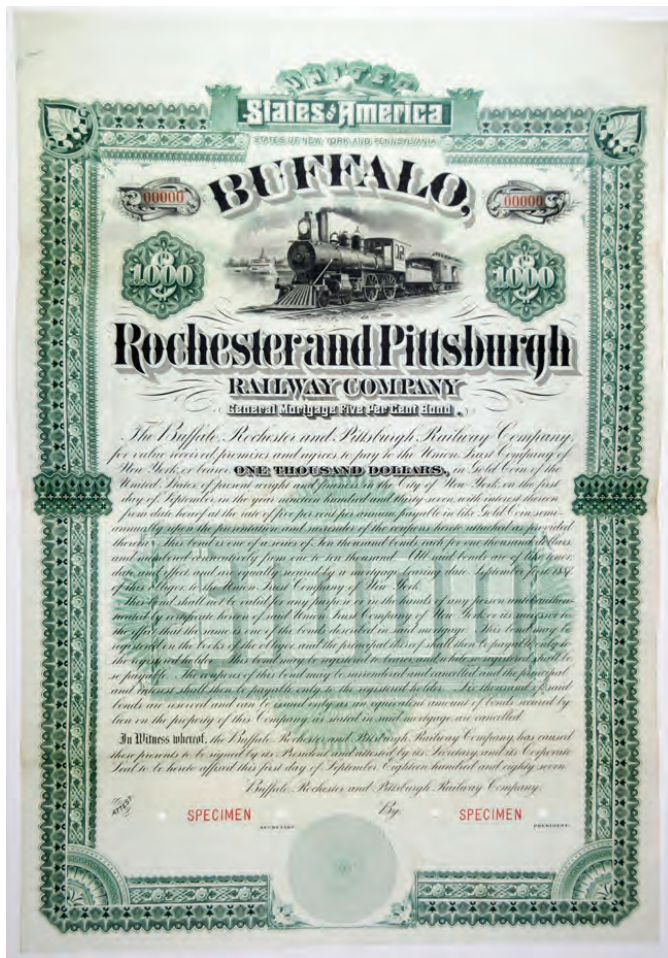 UNITED
States of America
STATES OF NEW YORK AND PENNSYLVANIA
BUFFALO,
00000 00000
$1000 $1000
Rochester and Pittsburgh
RAILWAY COMPANY
General Mortgage Five Per Cent Bond.
The Buffalo, Rochester and Pittsburgh Railway Company,
for value received promises and agrees to pay to the Union Trust Company of
New York, or bearer, ONE THOUSAND DOLLARS, in Gold Coin of the
United States of present weight and fineness in the City of New York on the first
day of September in the year nineteen hundred and thirty seven, with interest thereon
from date hereof at the rate of five per cent per annum, payable in like Gold Coin semi-
annually upon the presentation and surrender of the coupons hereto attached as provided
therein. This bond is one of a series of Ten thousand bonds each for one thousand dollars,
and numbered consecutively from one to ten thousand. All said bonds are of like tenor,
date and effect, and are equally secured by a mortgage bearing date September first 1887,
of this obligor to the Union Trust Company of New York.
This bond shall not be valid for any purpose or in the hands of any person until authen-
ticated by certificate hereon of said Union Trust Company of New York or its successor to
the effect that the same is one of the bonds described in said mortgage. This bond may be
registered on the books of the obligor and the principal thereof shall then be payable only to
the registered holder. This bond may be registered to bearer and while so registered shall be
so payable. The coupons of this bond may be surrendered and cancelled and the principal
and interest shall then be payable only to the registered holder. Six thousand of said
bonds are reserved and can be issued only as an equivalent amount of bonds secured by
lien on the property of this Company, as stated in said mortgage are cancelled.
In Witness whereof, the Buffalo, Rochester and Pittsburgh Railway Company, has caused
these presents to be signed by its President and attested by its Secretary, and its Corporate
Seal to be hereto affixed this first day of September, Eighteen hundred and eighty seven.
Buffalo, Rochester and Pittsburgh Railway Company,
ATTEST SPECIMEN By: SPECIMEN
SECRETARY. PRESIDENT.